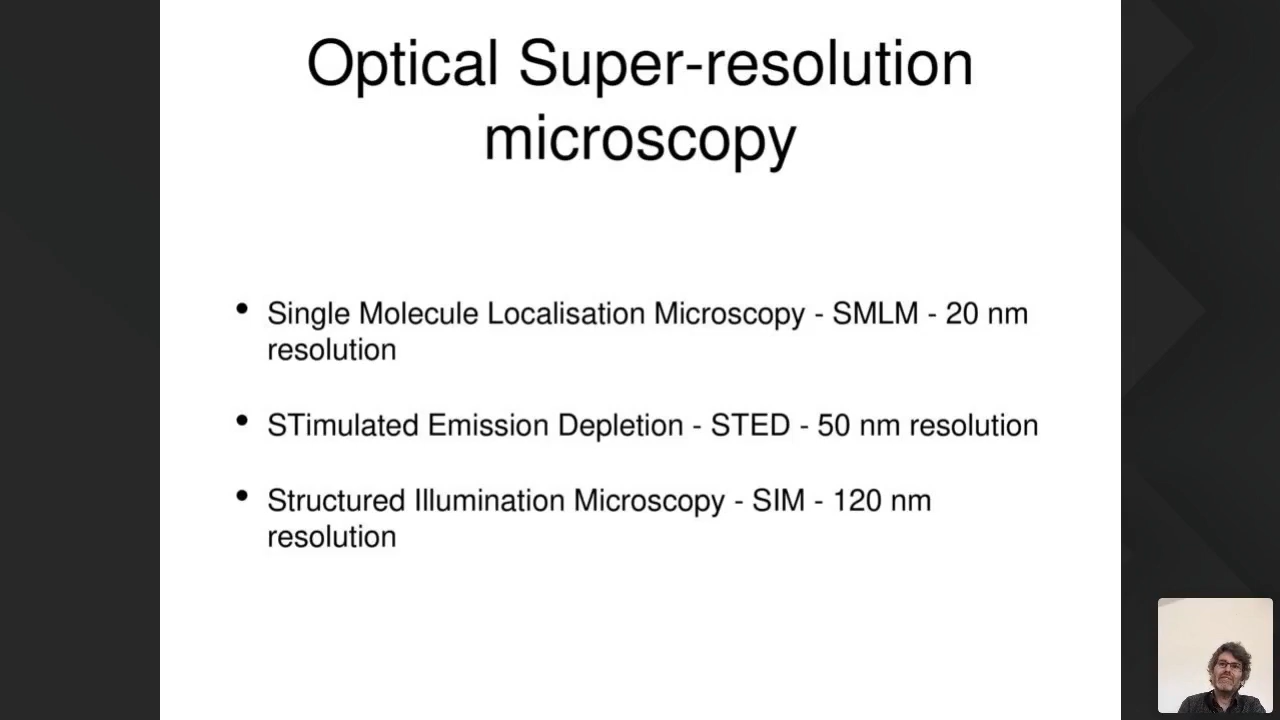 Optical Super-resolution
microscopy
• Single Molecule Localisation Microscopy - SMLM - 20 nm
resolution
• STimulated Emission Depletion - STED - 50 nm resolution
• Structured Illumination Microscopy - SIM - 120 nm
resolution